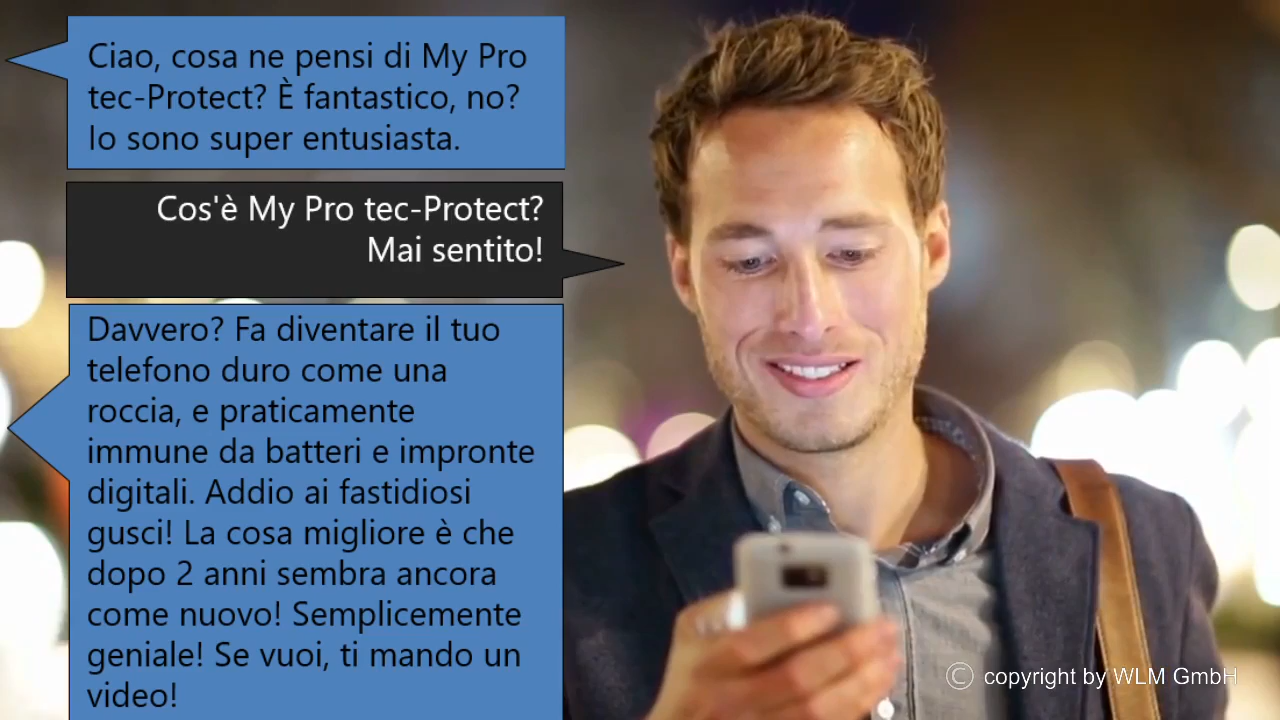 Ciao, cosa ne pensi di My Pro
tec-Protect? È fantastico, no?
Io sono super entusiasta.
Cos'è My Pro tec-Protect?
Mai sentito!
Davvero? Fa diventare il tuo
telefono duro come una
roccia, e praticamente
immune da batteri e impronte
digitali. Addio ai fastidiosi
gusci! La cosa migliore è che
dopo 2 anni sembra ancora
come nuovo! Semplicemente
geniale! Se vuoi, ti mando un
video!
© copyright by WLM GmbH